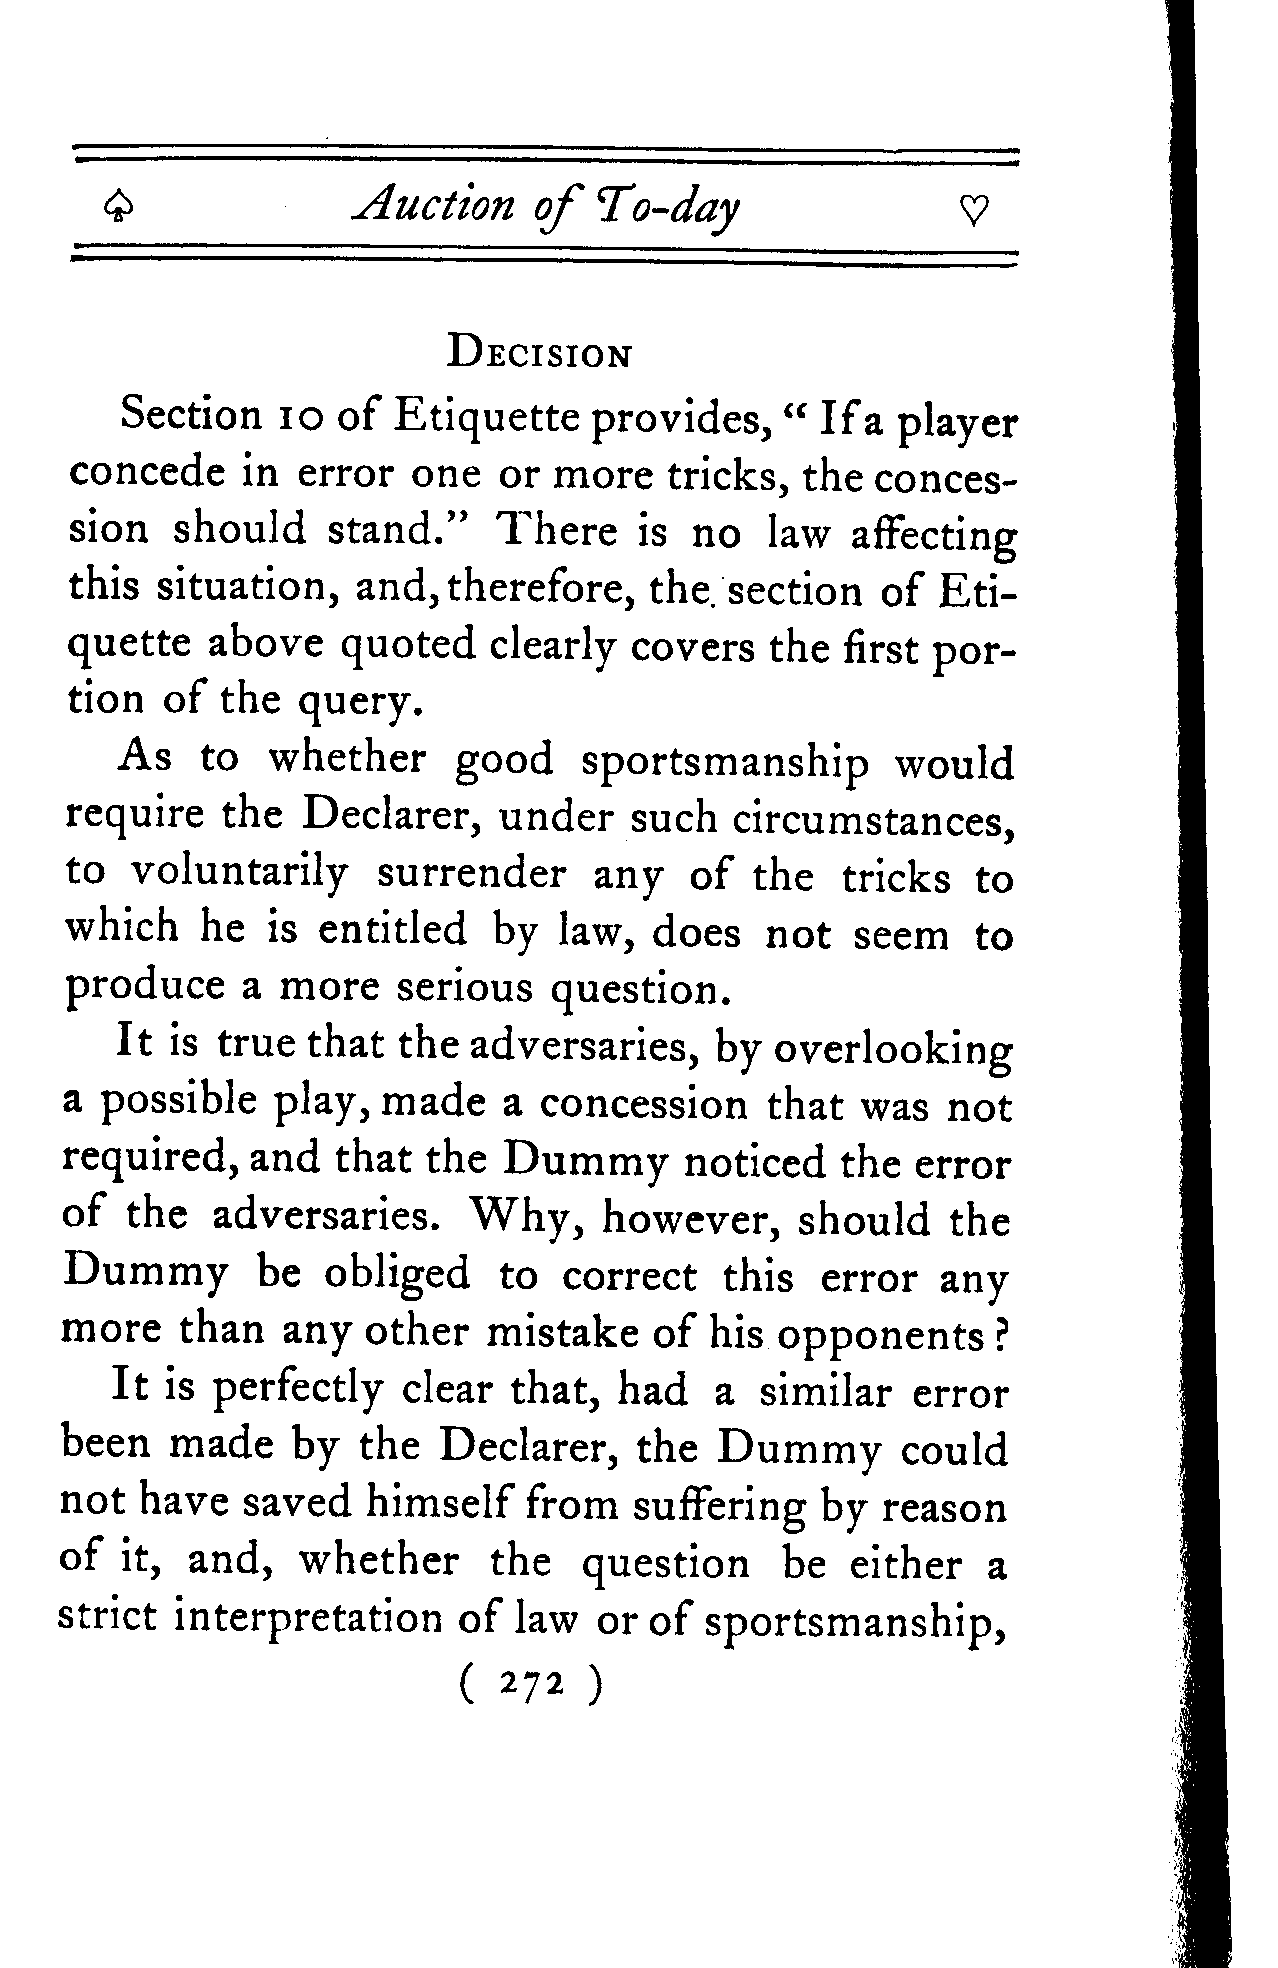 ♤ Auction of To-day ♡
DECISION
Section 10 of Etiquette provides, " If a player
concede in error one or more tricks, the conces-
sion should stand." There is no law affecting
this situation, and, therefore, the section of Eti-
quette above quoted clearly covers the first por-
tion of the query.
As to whether good sportsmanship would
require the Declarer, under such circumstances,
to voluntarily surrender any of the tricks to
which he is entitled by law, does not seem to
produce a more serious question.
It is true that the adversaries, by overlooking
a possible play, made a concession that was not
required, and that the Dummy noticed the error
of the adversaries. Why, however, should the
Dummy be obliged to correct this error any
more than any other mistake of his opponents ?
It is perfectly clear that, had a similar error
been made by the Declarer, the Dummy could
not have saved himself from suffering by reason
of it, and, whether the question be either a
strict interpretation of law or of sportsmanship,
( 272 )